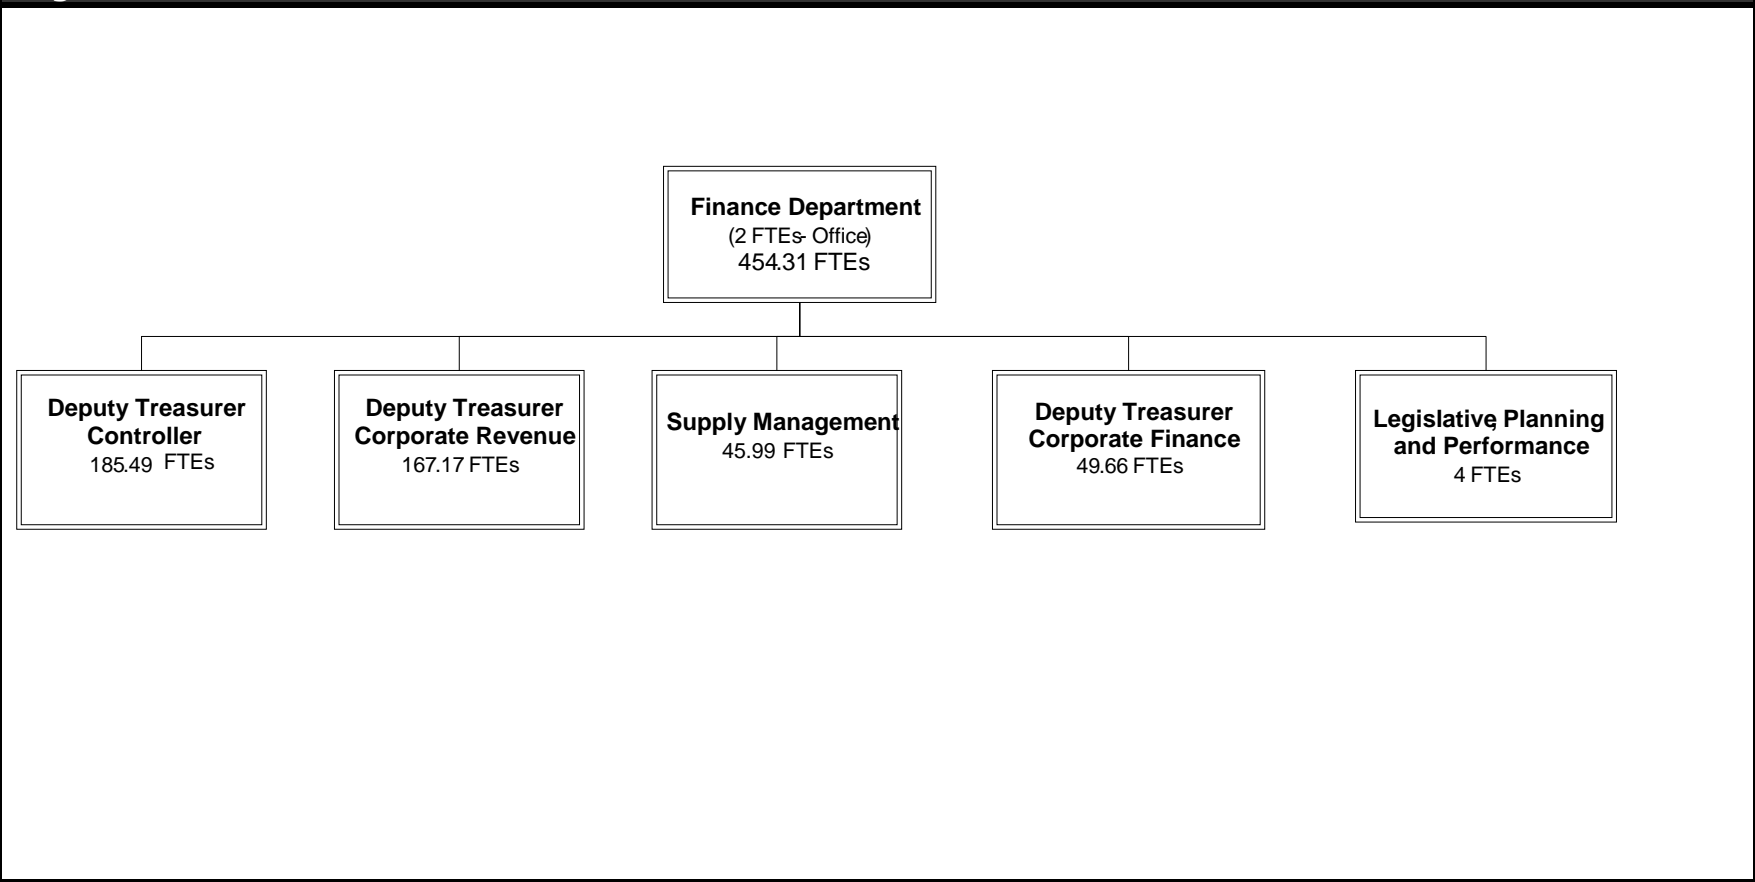 Finance Department
(2 FTEs- Office)
454.31 FTEs
Deputy Treasurer
Controller
185.49 FTEs
Deputy Treasurer
Corporate Revenue
167.17 FTEs
Supply Management
45.99 FTEs
Deputy Treasurer
Corporate Finance
49.66 FTEs
Legislative, Planning
and Performance
4 FTEs